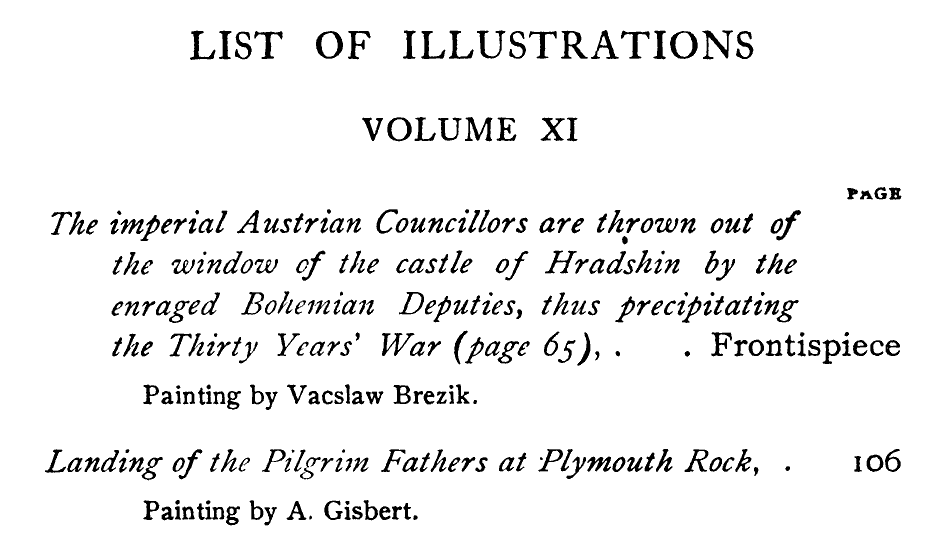 LIST OF ILLUSTRATIONS
VOLUME XI
PAGE
The imperial Austrian Councillors are thrown out of
the window of the castle of Hradshin by the
enraged Bohemian Deputies, thus precipitating
the Thirty Years' War (page 65), . . Frontispiece
Painting by Vacslaw Brezik.
Landing of the Pilgrim Fathers at Plymouth Rock, . 106
Painting by A. Gisbert.